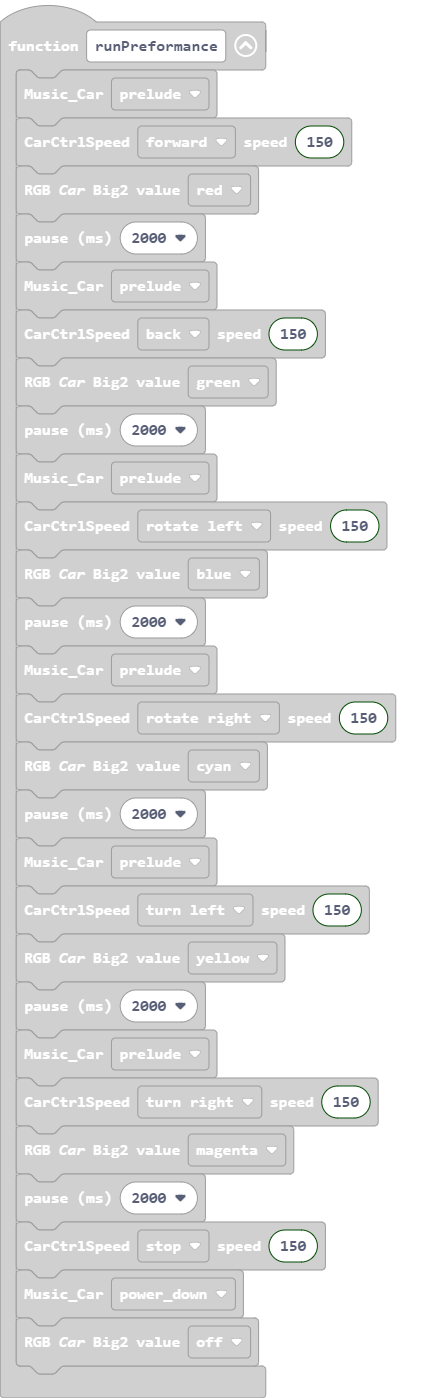 function runPreformance
Music_Car prelude
CarCtrlSpeed forward speed 150
RGB Car Big2 value red
pause (ms) 2000
Music_Car prelude
CarCtrlSpeed back speed 150
RGB Car Big2 value green
pause (ms) 2000
Music_Car prelude
CarCtrlSpeed rotate left speed 150
RGB Car Big2 value blue
pause (ms) 2000
Music_Car prelude
CarCtrlSpeed rotate right speed 150
RGB Car Big2 value cyan
pause (ms) 2000
Music_Car prelude
CarCtrlSpeed turn left speed 150
RGB Car Big2 value yellow
pause (ms) 2000
Music_Car prelude
CarCtrlSpeed turn right speed 150
RGB Car Big2 value magenta
pause (ms) 2000
CarCtrlSpeed stop speed 150
Music_Car power_down
RGB Car Big2 value off